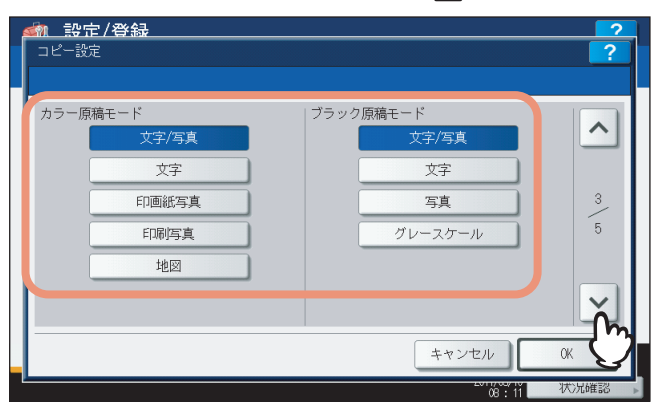 設定/登録
?
コピー設定
?
カラー原稿モード
ブラック原稿モード
文字/写真
文字/写真
文字
文字
印画紙写真
写真
3
印刷写真
グレースケール
5
地図
キャンセル
OK
08 : 11
状況確認